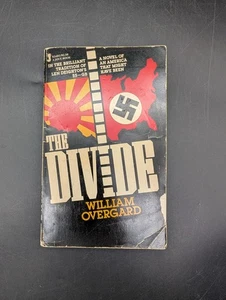 IN THE BRILLIANT
TRADITION OF
LEN DEIGHTON'S
SS-GB
A NOVEL OF
AN AMERICA
THAT MIGHT
HAVE BEEN
THE
DIVIDE
WILLIAM
OVERGARD